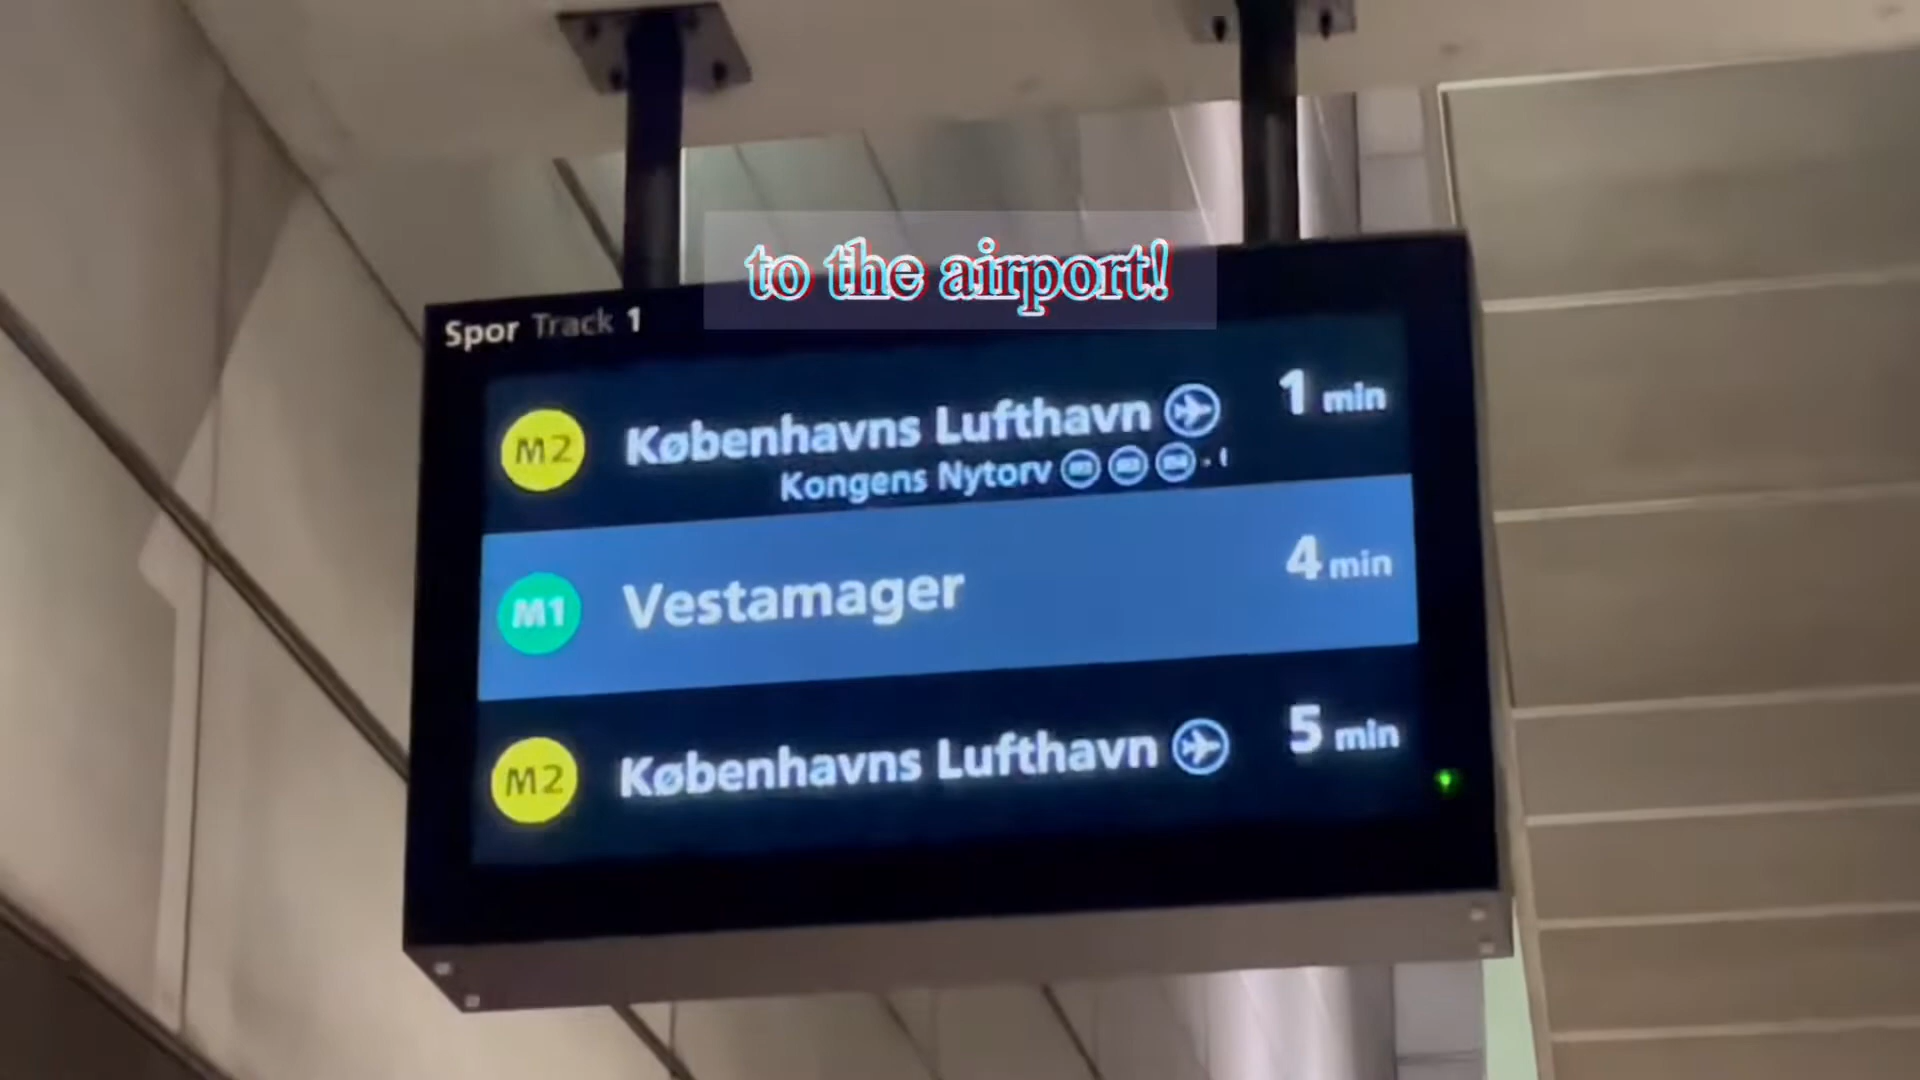 to the airport!
Spor Track 1
M2 Københavns Lufthavn 1 min
Kongens Nytorv
M1 Vestamager 4 min
M2 Københavns Lufthavn 5 min